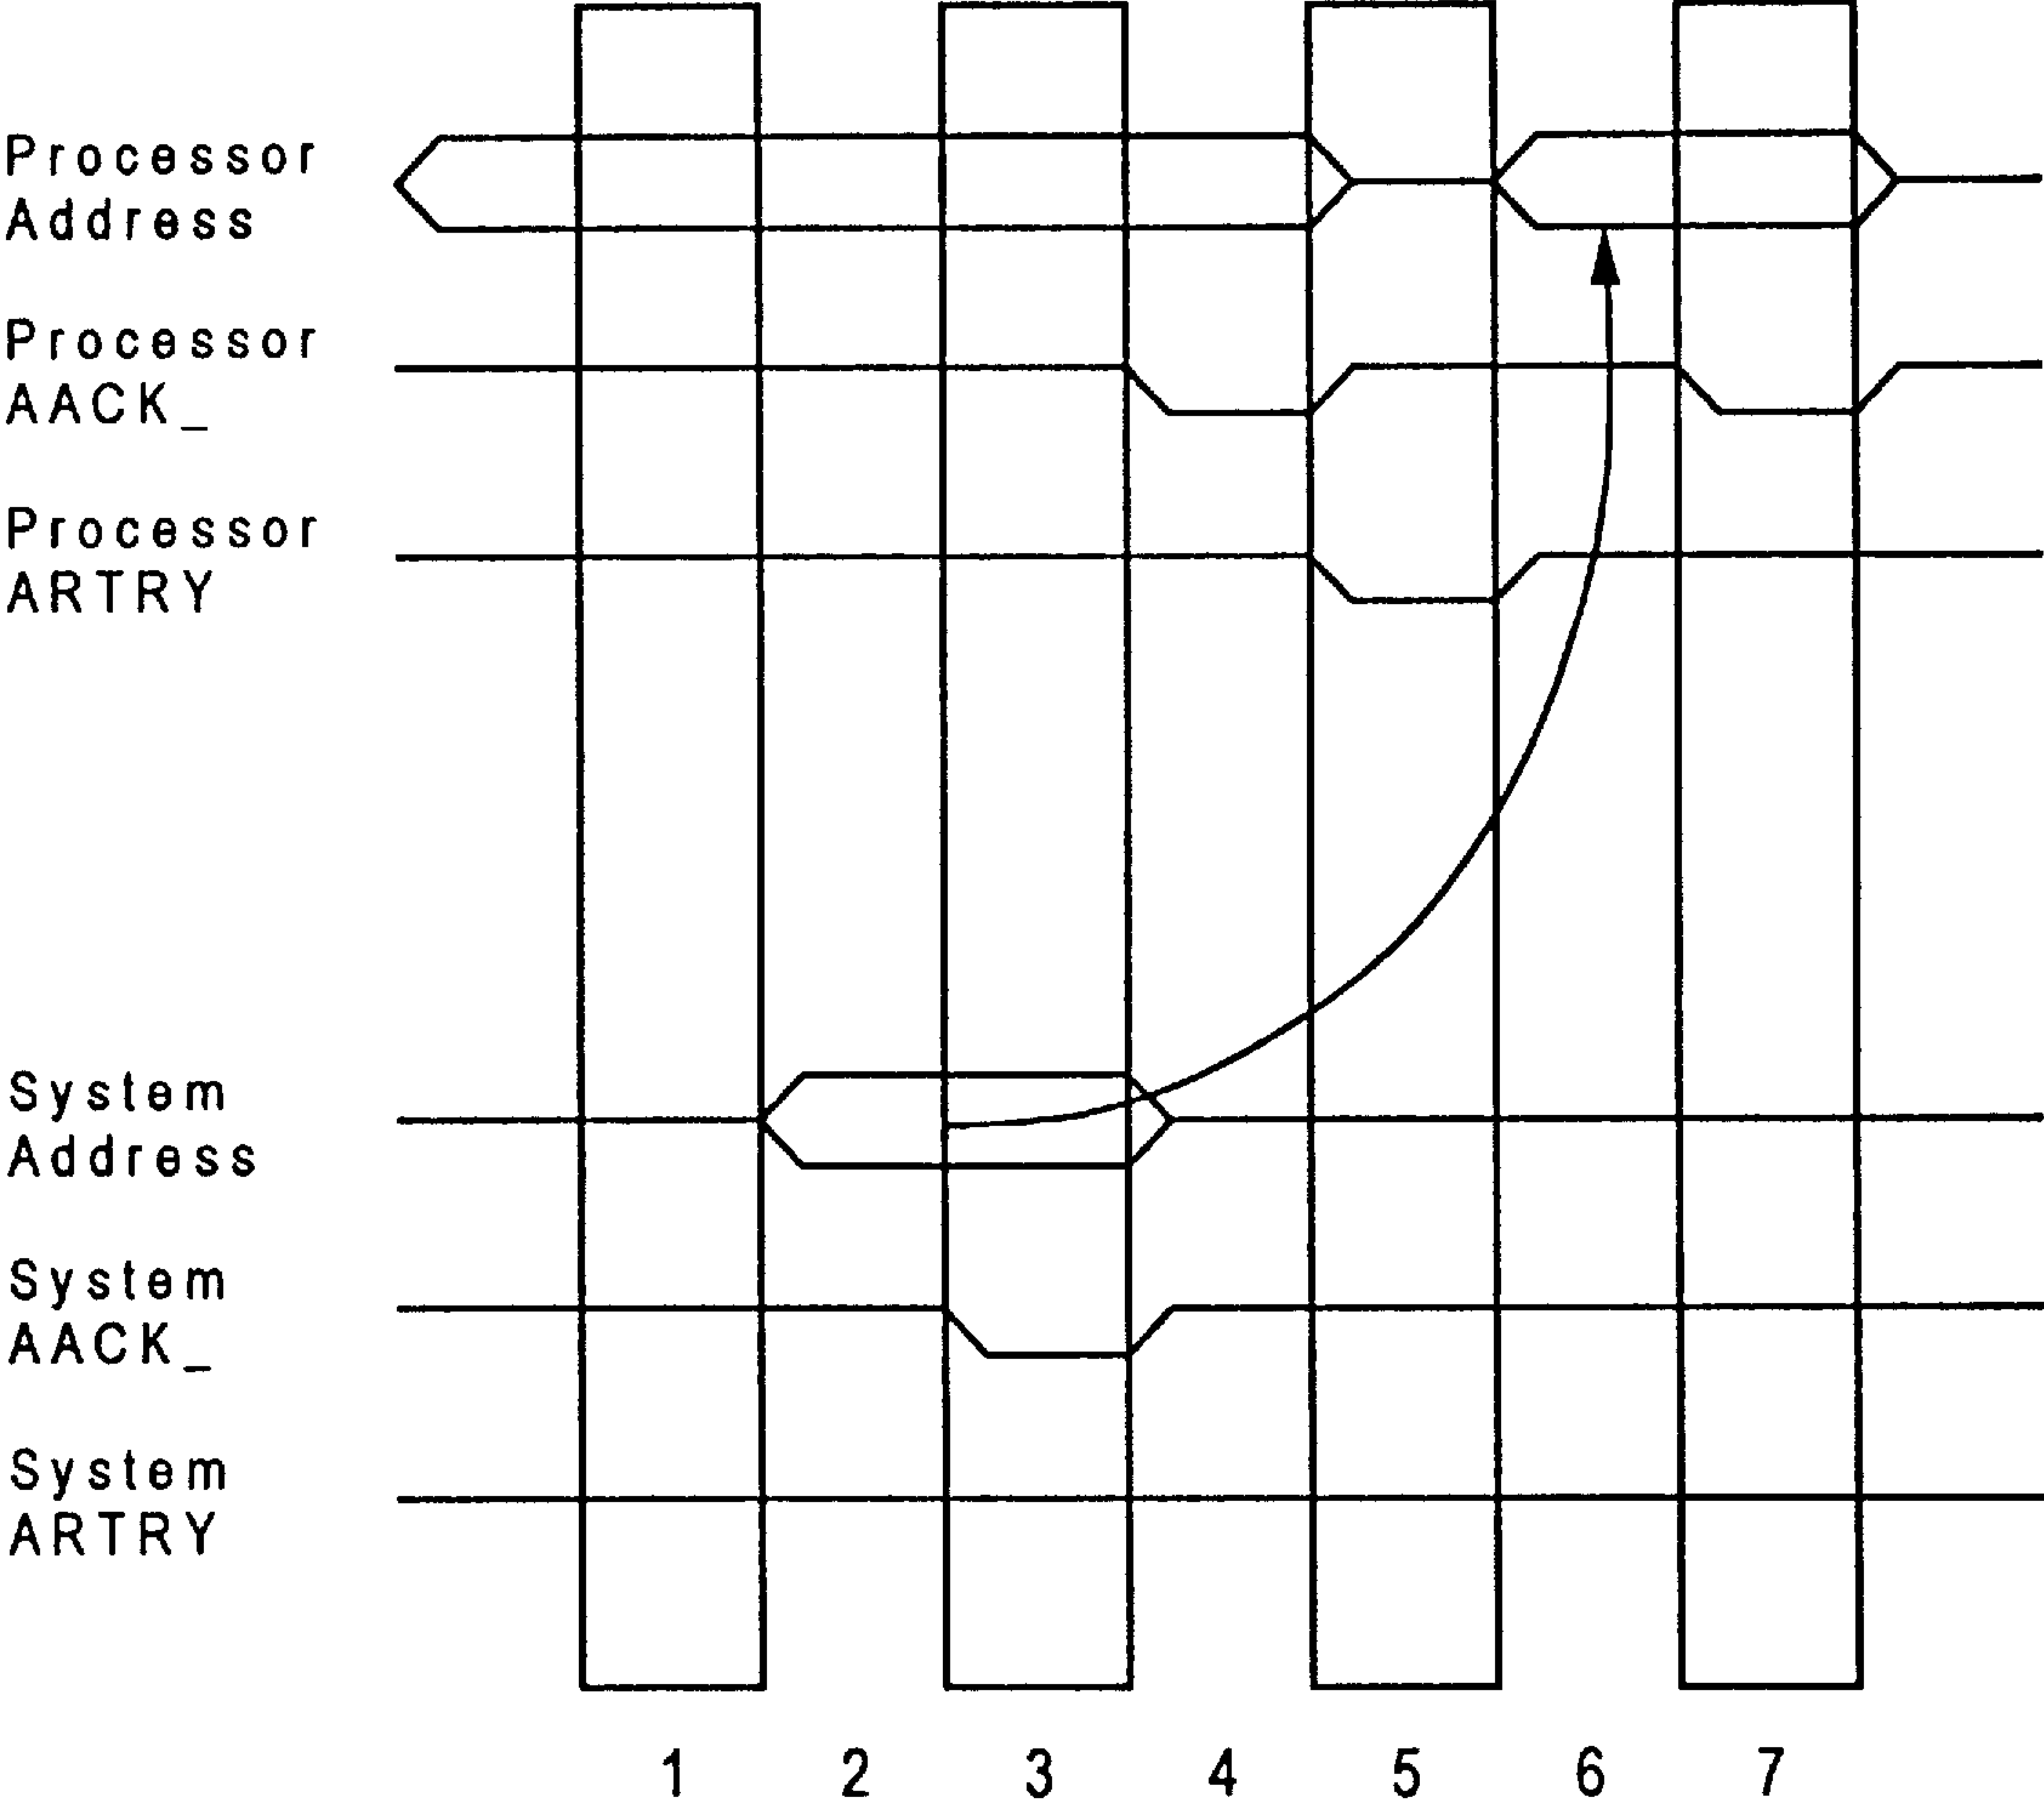 Processor
Address
Processor
AACK_
Processor
ARTRY
System
Address
System
AACK_
System
ARTRY
1 2 3 4 5 6 7